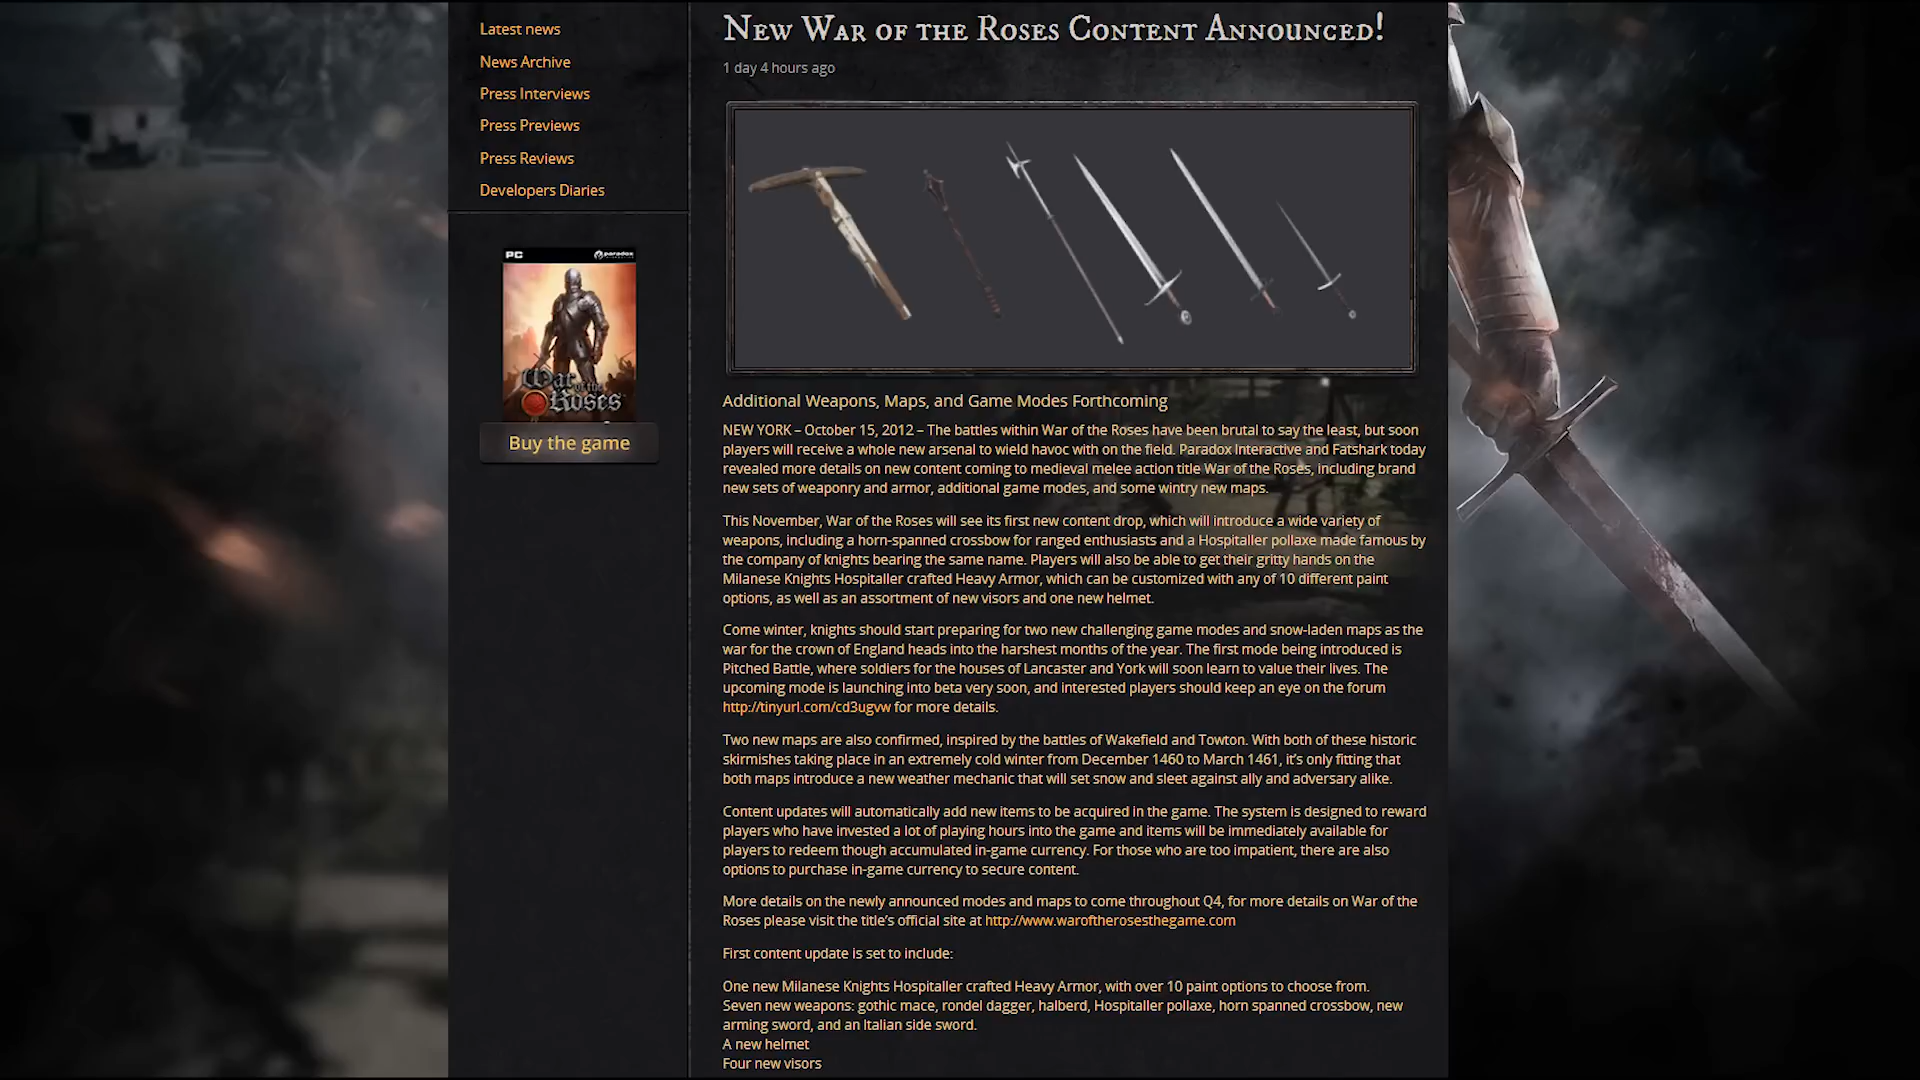 Latest news
News Archive
Press Interviews
Press Previews
Press Reviews
Developers Diaries
PC
paradox
War of the
Roses
Buy the game
New War of the Roses Content Announced!
1 day 4 hours ago
Additional Weapons, Maps, and Game Modes Forthcoming
NEW YORK – October 15, 2012 – The battles within War of the Roses have been brutal to say the least, but soon
players will receive a whole new arsenal to wield havoc with on the field. Paradox Interactive and Fatshark today
revealed more details on new content coming to medieval melee action title War of the Roses, including brand
new sets of weaponry and armor, additional game modes, and some wintry new maps.
This November, War of the Roses will see its first new content drop, which will introduce a wide variety of
weapons, including a horn-spanned crossbow for ranged enthusiasts and a Hospitaller pollaxe made famous by
the company of knights bearing the same name. Players will also be able to get their gritty hands on the
Milanese Knights Hospitaller crafted Heavy Armor, which can be customized with any of 10 different paint
options, as well as an assortment of new visors and one new helmet.
Come winter, knights should start preparing for two new challenging game modes and snow-laden maps as the
war for the crown of England heads into the harshest months of the year. The first mode being introduced is
Pitched Battle, where soldiers for the houses of Lancaster and York will soon learn to value their lives. The
upcoming mode is launching into beta very soon, and interested players should keep an eye on the forum
http://tinyurl.com/cd3ugvw for more details.
Two new maps are also confirmed, inspired by the battles of Wakefield and Towton. With both of these historic
skirmishes taking place in an extremely cold winter from December 1460 to March 1461, it's only fitting that
both maps introduce a new weather mechanic that will set snow and sleet against ally and adversary alike.
Content updates will automatically add new items to be acquired in the game. The system is designed to reward
players who have invested a lot of playing hours into the game and items will be immediately available for
players to redeem though accumulated in-game currency. For those who are too impatient, there are also
options to purchase in-game currency to secure content.
More details on the newly announced modes and maps to come throughout Q4, for more details on War of the
Roses please visit the title's official site at http://www.waroftherosesthegame.com
First content update is set to include:
One new Milanese Knights Hospitaller crafted Heavy Armor, with over 10 paint options to choose from.
Seven new weapons: gothic mace, rondel dagger, halberd, Hospitaller pollaxe, horn spanned crossbow, new
arming sword, and an Italian side sword.
A new helmet
Four new visors